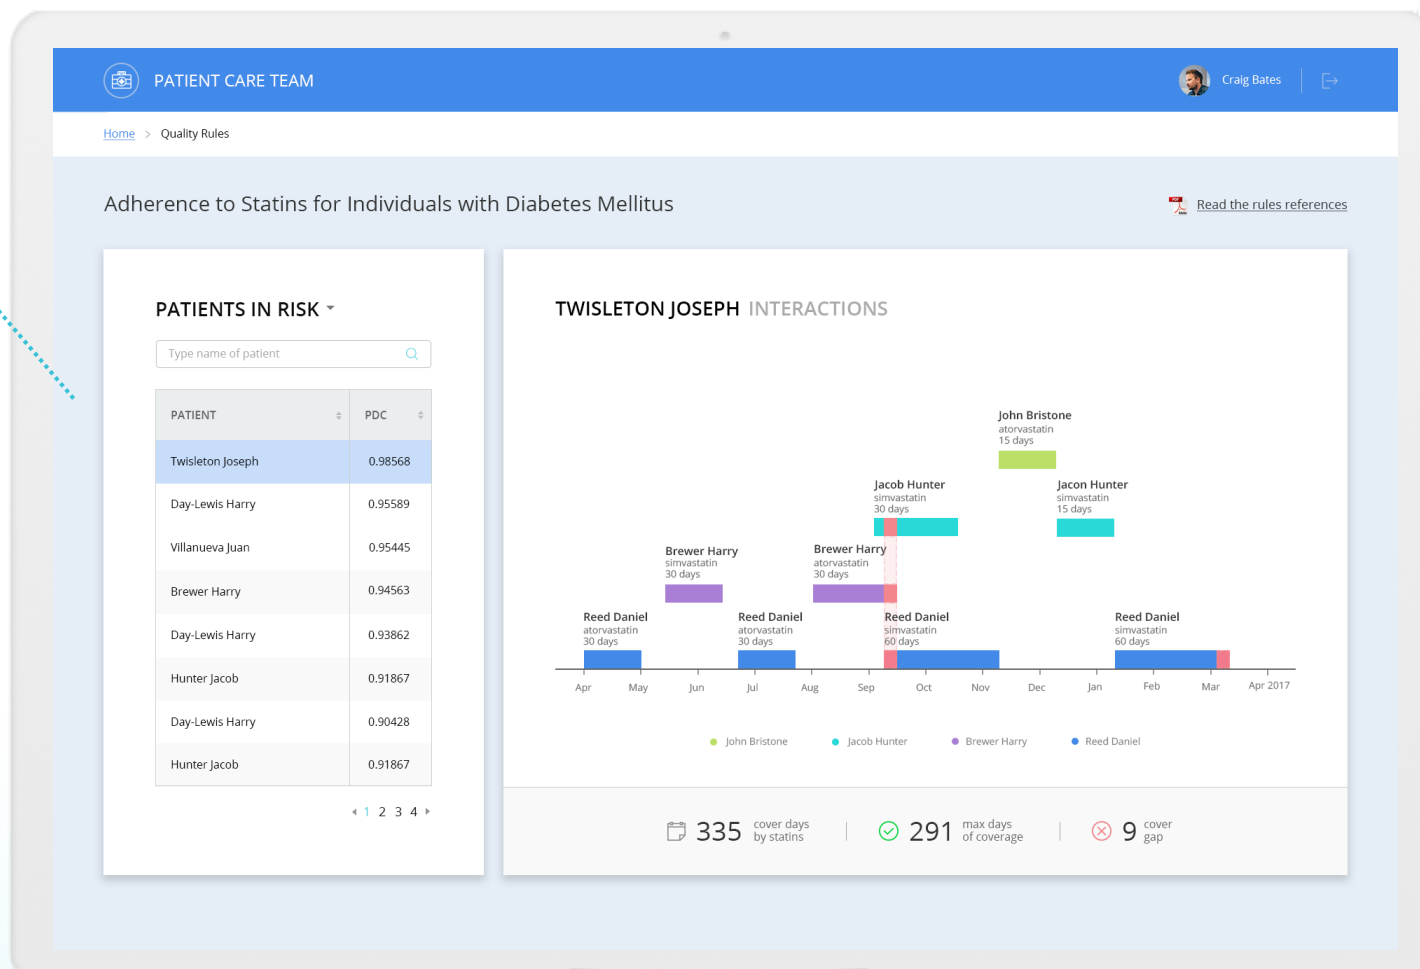 PATIENT CARE TEAM
Craig Bates
Home > Quality Rules
Adherence to Statins for Individuals with Diabetes Mellitus
Read the rules references
PATIENTS IN RISK
Type name of patient
PATIENT PDC
Twisleton Joseph 0.98568
Day-Lewis Harry 0.95589
Villanueva Juan 0.95445
Brewer Harry 0.94563
Day-Lewis Harry 0.93862
Hunter Jacob 0.91867
Day-Lewis Harry 0.90428
Hunter Jacob 0.91867
1 2 3 4
TWISLETON JOSEPH INTERACTIONS
John Bristone
atorvastatin
15 days
Jacob Hunter
simvastatin
30 days
Jacon Hunter
simvastatin
15 days
Brewer Harry
simvastatin
30 days
Brewer Harry
atorvastatin
30 days
Reed Daniel
atorvastatin
30 days
Reed Daniel
atorvastatin
30 days
Reed Daniel
simvastatin
60 days
Reed Daniel
simvastatin
60 days
Apr May Jun Jul Aug Sep Oct Nov Dec Jan Feb Mar Apr 2017
John Bristone Jacob Hunter Brewer Harry Reed Daniel
335 cover days
by statins
291 max days
of coverage
9 cover
gap